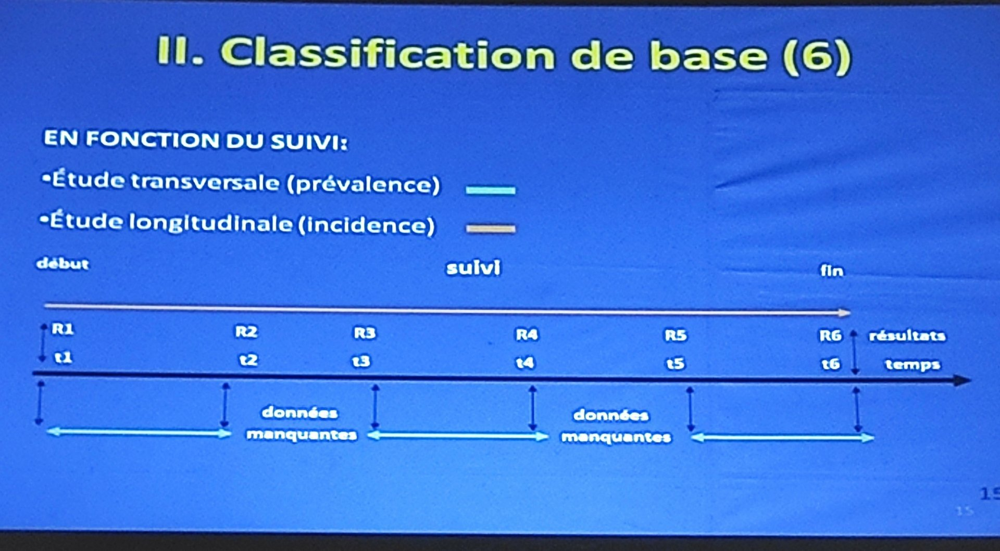 II. Classification de base (6)
EN FONCTION DU SUIVI:
•Étude transversale (prévalence)
•Étude longitudinale (incidence)
début suivi fin
R1 R2 R3 R4 R5 R6 résultats
t1 t2 t3 t4 t5 t6 temps
données données
manquantes manquantes
15
15